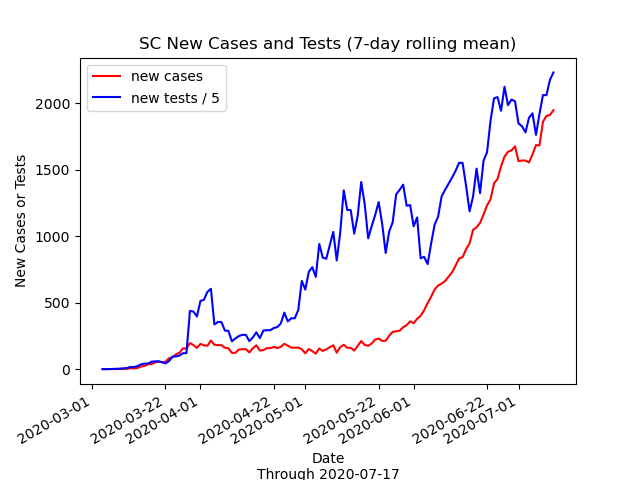 SC New Cases and Tests (7-day rolling mean)
new cases
new tests / 5
New Cases or Tests
2000
1500
1000
500
0
2020-03-01
2020-03-22
2020-04-01
2020-04-22
2020-05-01
2020-05-22
2020-06-01
2020-06-22
2020-07-01
Date
Through 2020-07-17